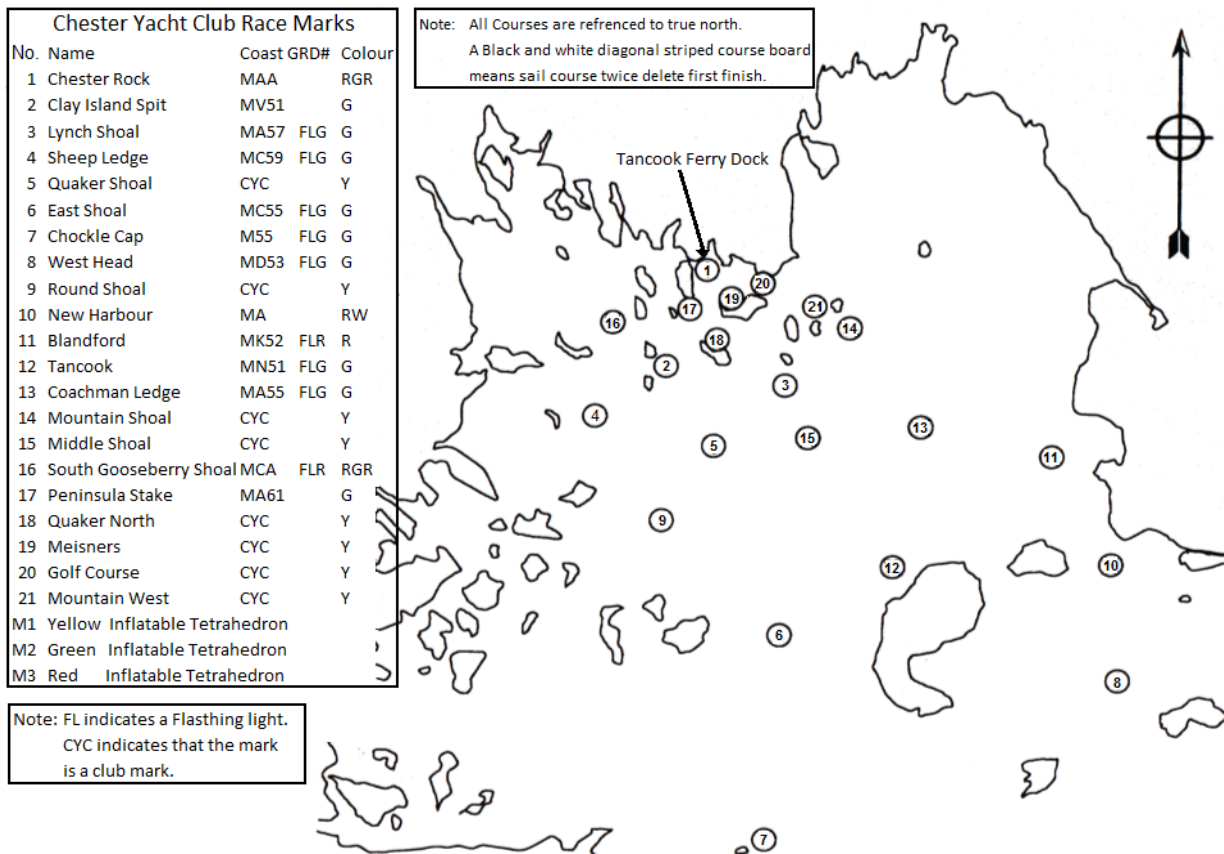 Chester Yacht Club Race Marks
No. Name Coast GRD# Colour
1 Chester Rock MAA RGR
2 Clay Island Spit MV51 G
3 Lynch Shoal MA57 FLG G
4 Sheep Ledge MC59 FLG G
5 Quaker Shoal CYC Y
6 East Shoal MC55 FLG G
7 Chockle Cap M55 FLG G
8 West Head MD53 FLG G
9 Round Shoal CYC Y
10 New Harbour MA RW
11 Blandford MK52 FLR R
12 Tancook MN51 FLG G
13 Coachman Ledge MA55 FLG G
14 Mountain Shoal CYC Y
15 Middle Shoal CYC Y
16 South Gooseberry Shoal MCA FLR RGR
17 Peninsula Stake MA61 G
18 Quaker North CYC Y
19 Meisners CYC Y
20 Golf Course CYC Y
21 Mountain West CYC Y
M1 Yellow Inflatable Tetrahedron
M2 Green Inflatable Tetrahedron
M3 Red Inflatable Tetrahedron
Note: FL indicates a Flasthing light.
CYC indicates that the mark
is a club mark.
Note: All Courses are refrenced to true north.
A Black and white diagonal striped course board
means sail course twice delete first finish.
Tancook Ferry Dock
1
20
19
21
17
16
14
18
2
3
4
13
15
5
11
9
10
12
6
8
7